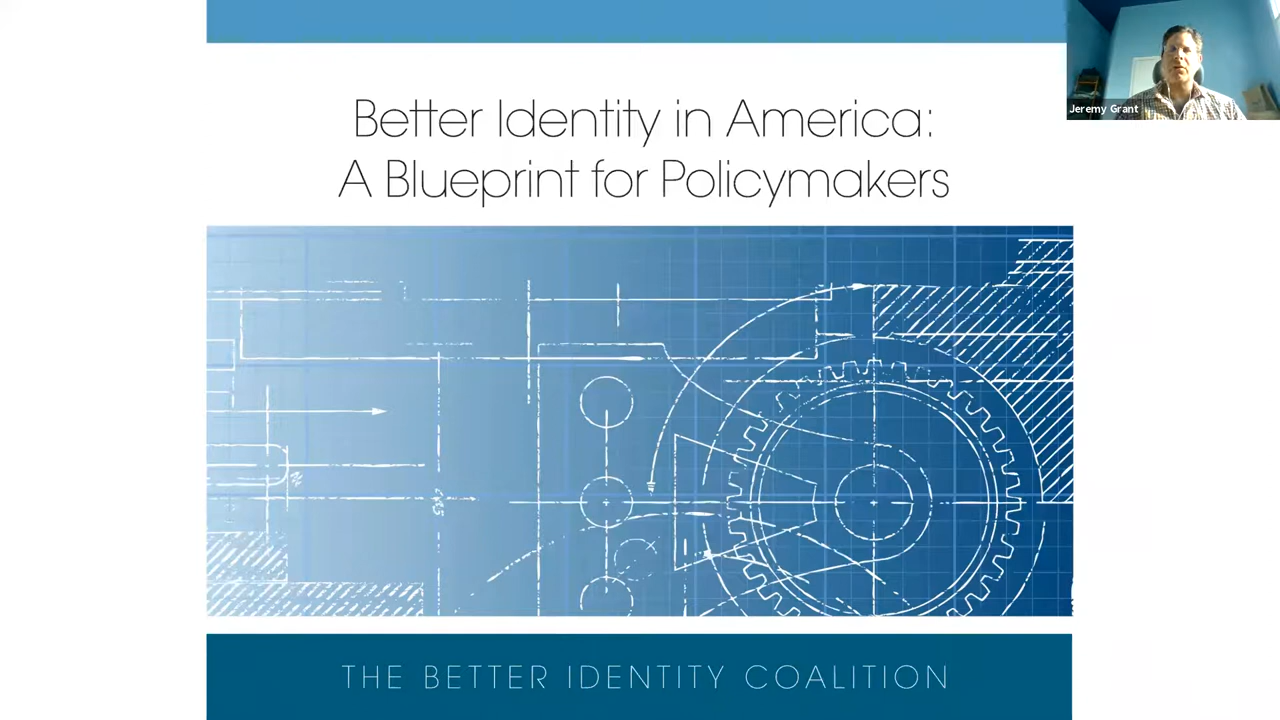 Better Identity in America:
A Blueprint for Policymakers
Jeremy Grant
THE BETTER IDENTITY COALITION